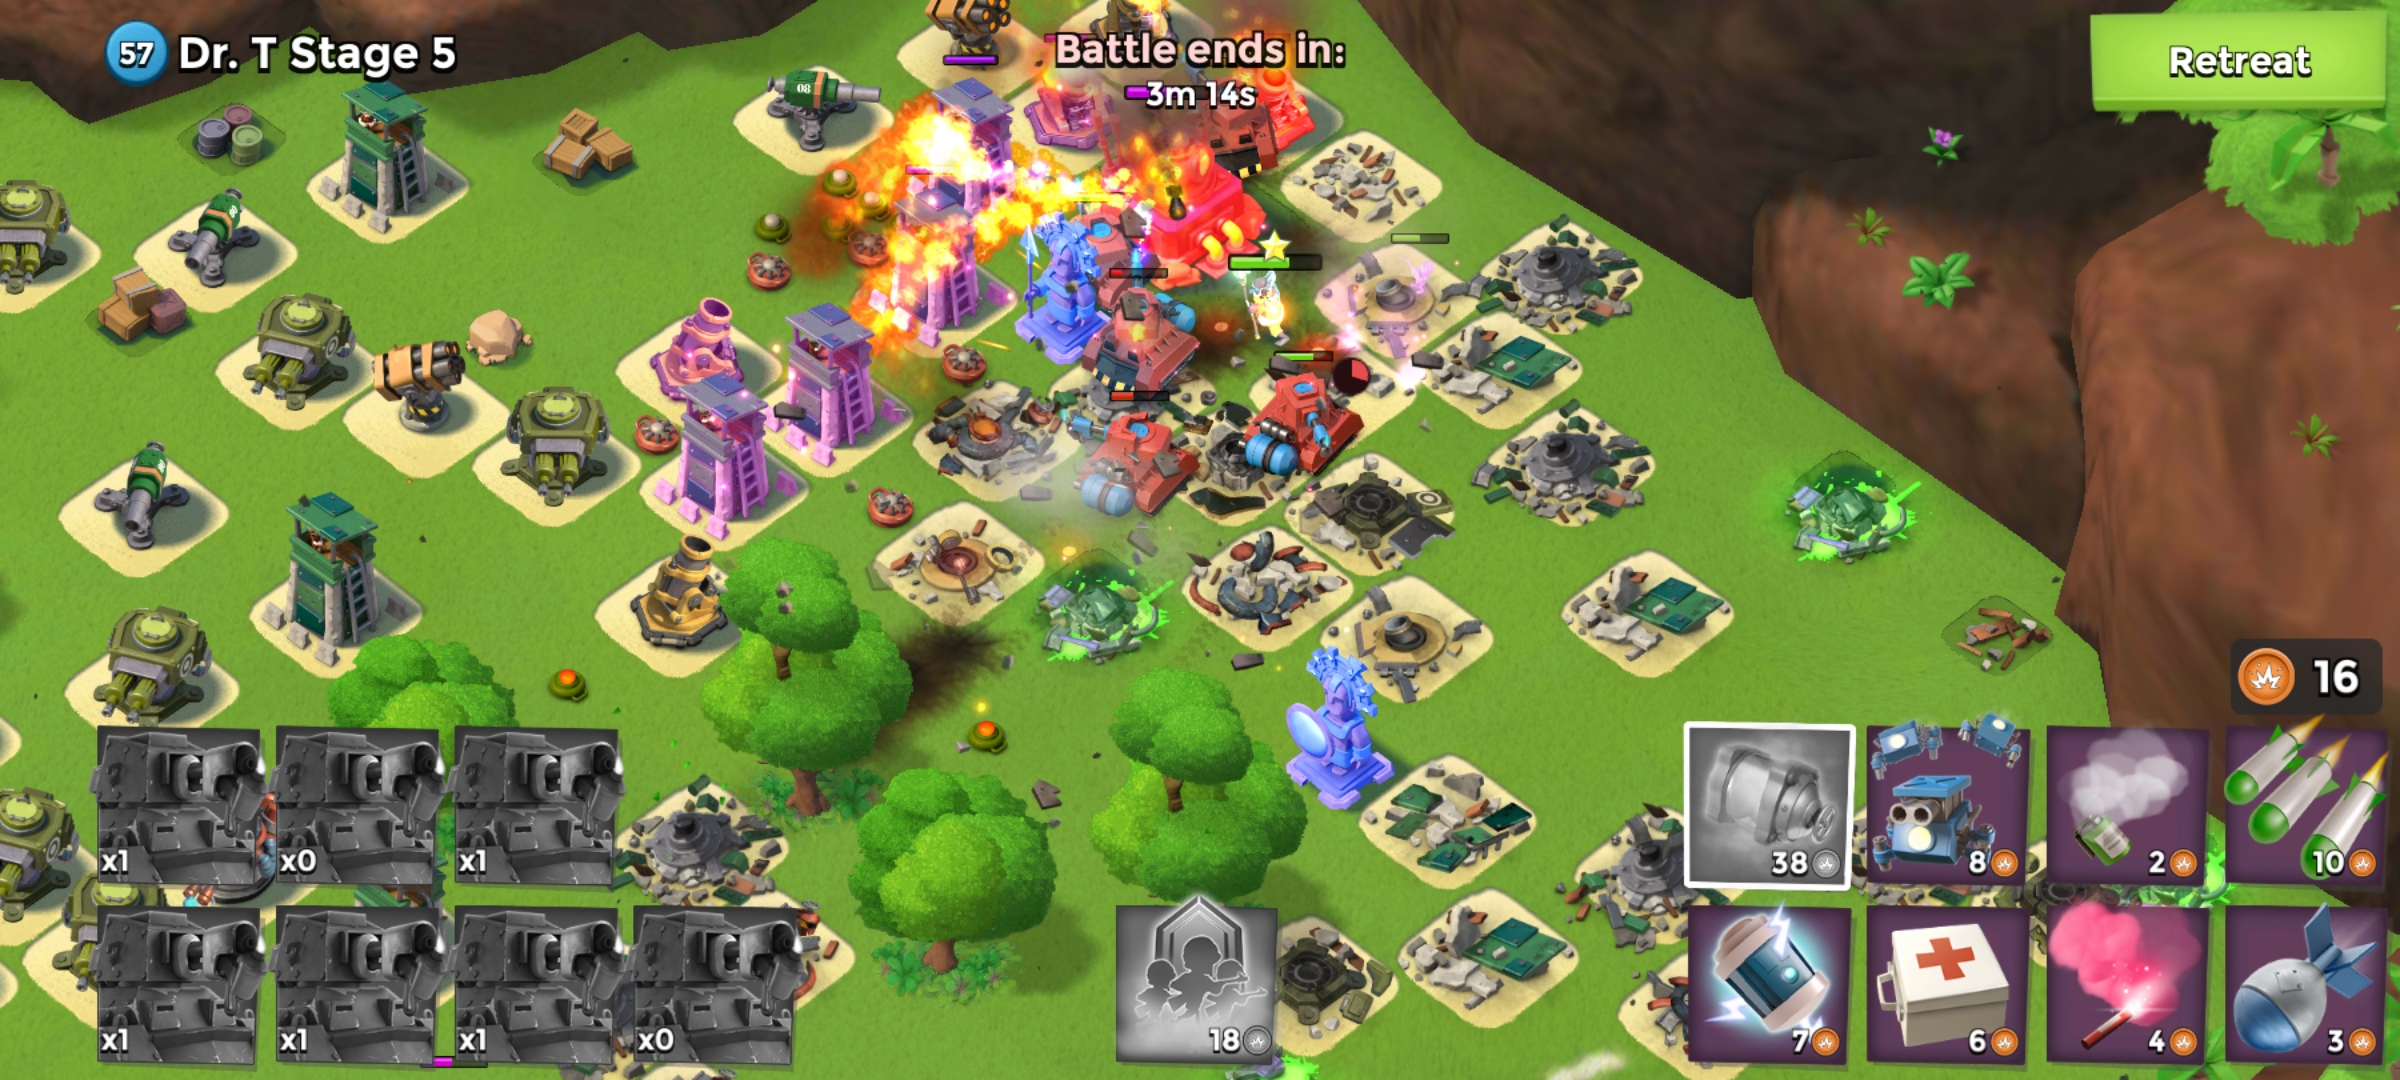 57 Dr. T Stage 5
Battle ends in:
3m 14s
Retreat
08
16
x1 x0 x1
38 8 2 10
x1 x1 x1 x0
18
7 6 4 3